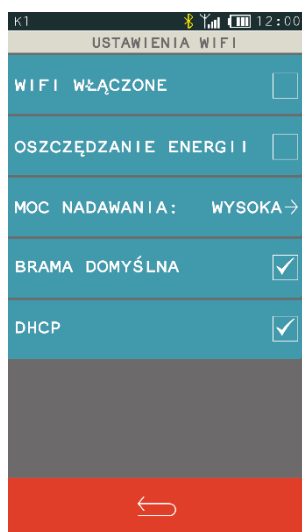 K1 12:00
USTAWIENIA WIFI
WIFI WŁĄCZONE
OSZCZĘDZANIE ENERGII
MOC NADAWANIA: WYSOKA
BRAMA DOMYŚLNA
DHCP